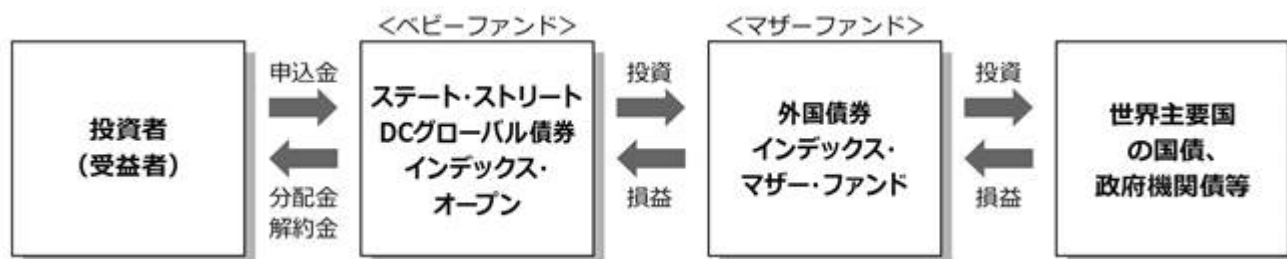 <ベビーファンド>
<マザーファンド>
投資者
(受益者)
申込金
分配金
解約金
ステート・ストリート
DCグローバル債券
インデックス・
オープン
投資
損益
外国債券
インデックス・
マザー・ファンド
投資
損益
世界主要国
の国債、
政府機関債等